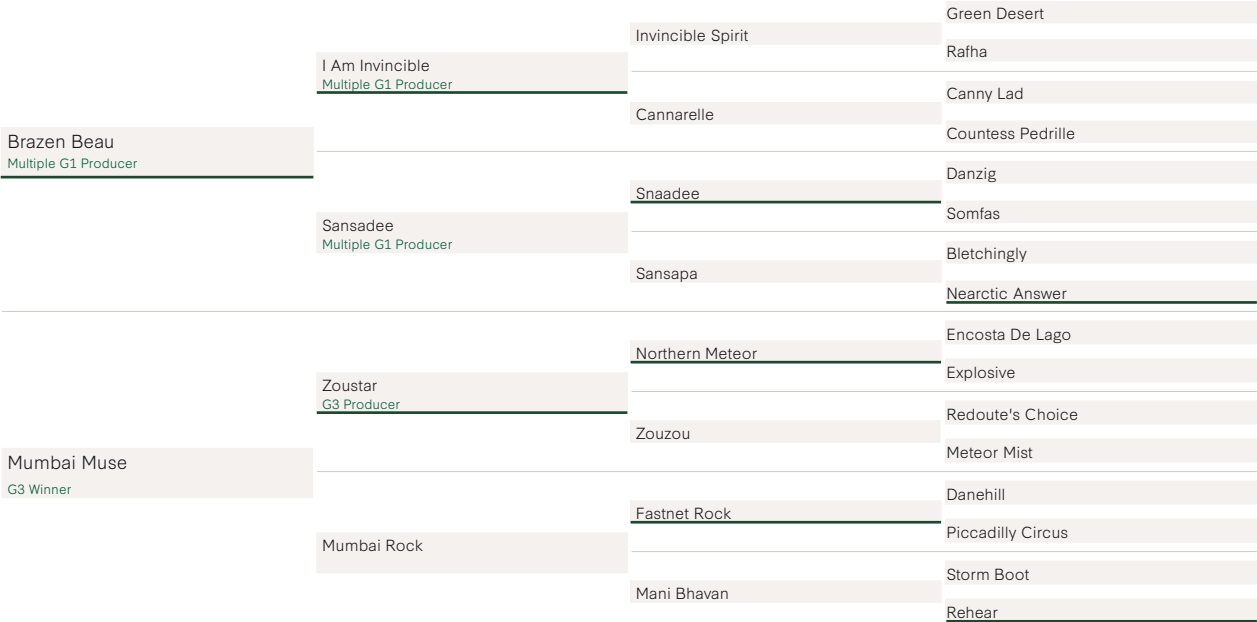 Green Desert
Invincible Spirit
Rafha
I Am Invincible
Multiple G1 Producer
Canny Lad
Cannarelle
Countess Pedrille
Brazen Beau
Multiple G1 Producer
Danzig
Snaadee
Somfas
Sansadee
Multiple G1 Producer
Bletchingly
Sansapa
Nearctic Answer
Encosta De Lago
Northern Meteor
Explosive
Zoustar
G3 Producer
Redoute's Choice
Zouzou
Meteor Mist
Mumbai Muse
G3 Winner
Danehill
Fastnet Rock
Piccadilly Circus
Mumbai Rock
Storm Boot
Mani Bhavan
Rehear